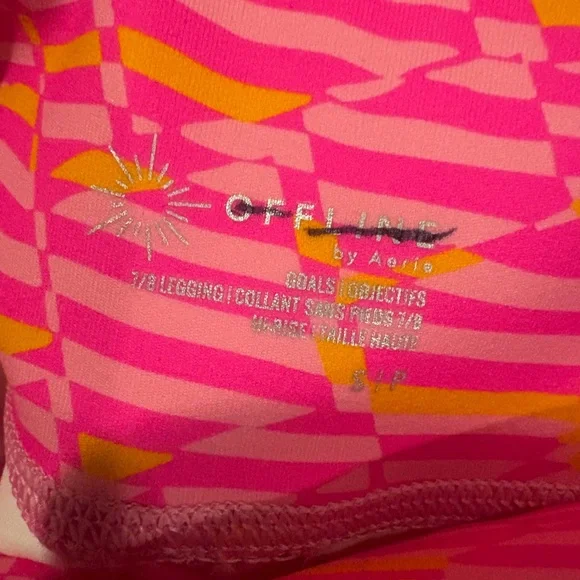 OFFLINE
by Aerie
GOALS | OBJECTIFS
7/8 LEGGING | COLLANT SANS PIEDS 7/8
HI-RISE | TAILLE HAUTE
S / P